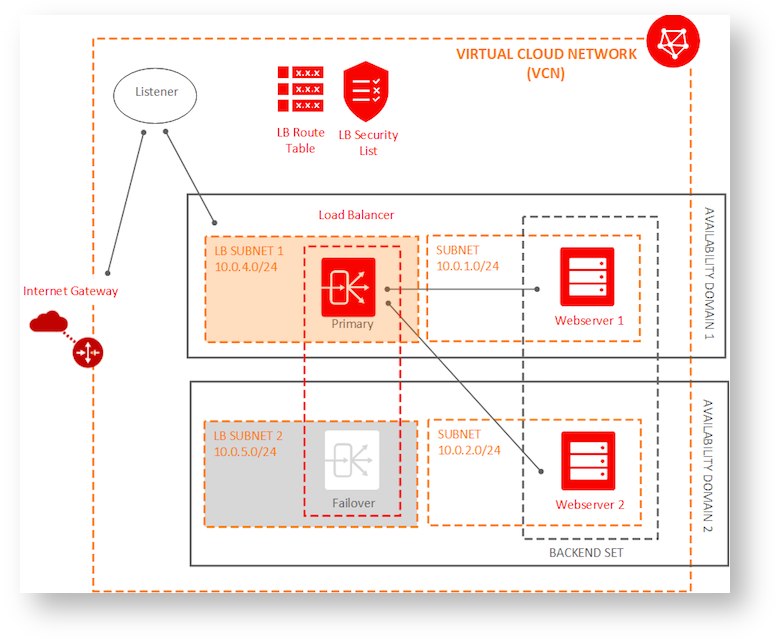 VIRTUAL CLOUD NETWORK
(VCN)
Listener
x.x.x
x.x.x
x.x.x
LB Route
Table
LB Security
List
Load Balancer
LB SUBNET 1
10.0.4.0/24
Primary
SUBNET
10.0.1.0/24
Webserver 1
AVAILABILITY DOMAIN 1
Internet Gateway
LB SUBNET 2
10.0.5.0/24
Failover
SUBNET
10.0.2.0/24
Webserver 2
AVAILABILITY DOMAIN 2
BACKEND SET